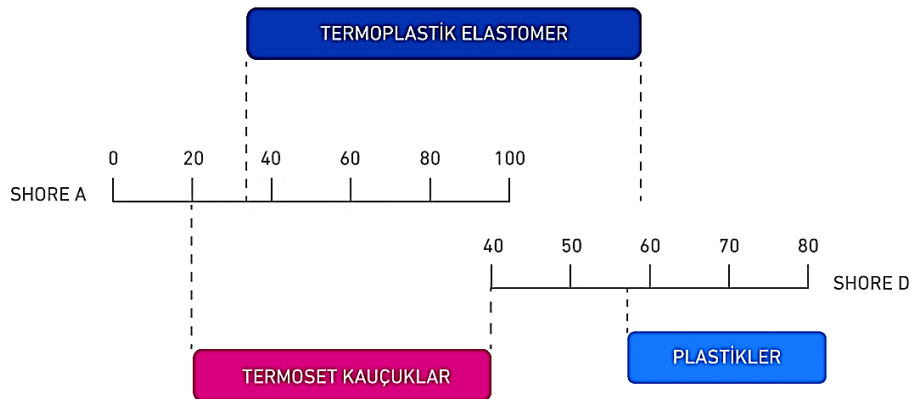 TERMOPLASTİK ELASTOMER
0 20 40 60 80 100
SHORE A
40 50 60 70 80
SHORE D
PLASTİKLER
TERMOSET KAUÇUKLAR